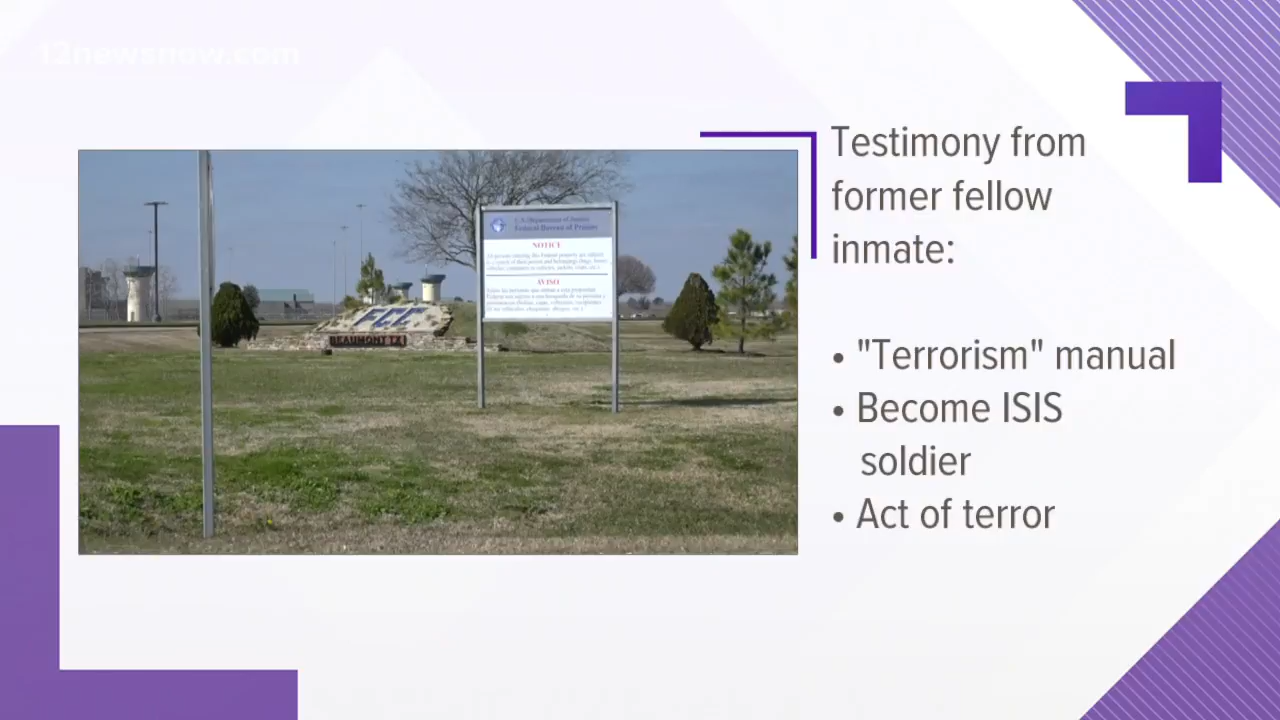 12newsnow.com
Testimony from
former fellow
inmate:
• "Terrorism" manual
• Become ISIS
soldier
• Act of terror
U.S. Department of Justice
Federal Bureau of Prisons
NOTICE
AVISO
FCC
BEAUMONT TX